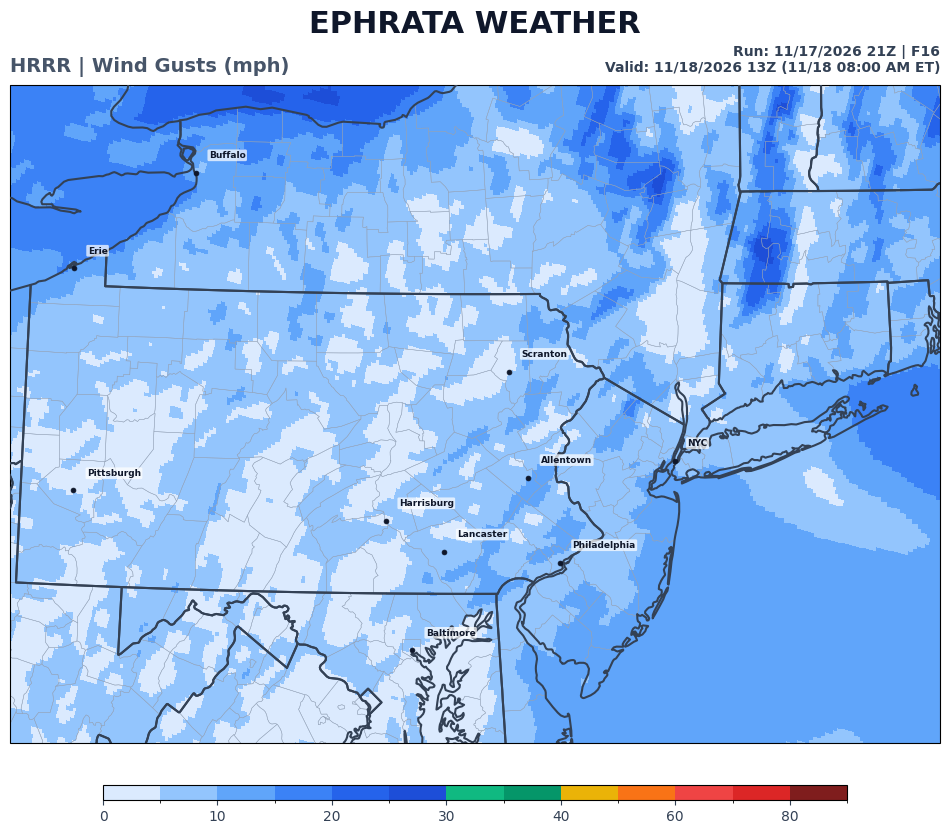 EPHRATA WEATHER
HRRR | Wind Gusts (mph)
Run: 11/17/2026 21Z | F16
Valid: 11/18/2026 13Z (11/18 08:00 AM ET)
Buffalo
Erie
Scranton
NYC
Allentown
Pittsburgh
Harrisburg
Lancaster
Philadelphia
Baltimore
0 10 20 30 40 50 60 70 80